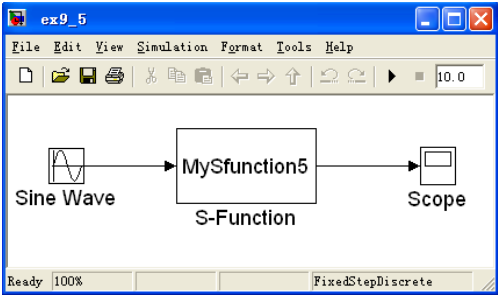 ex9_5
File Edit View Simulation Format Tools Help
10.0
MySfunction5
Sine Wave
S-Function
Scope
Ready 100% FixedStepDiscrete